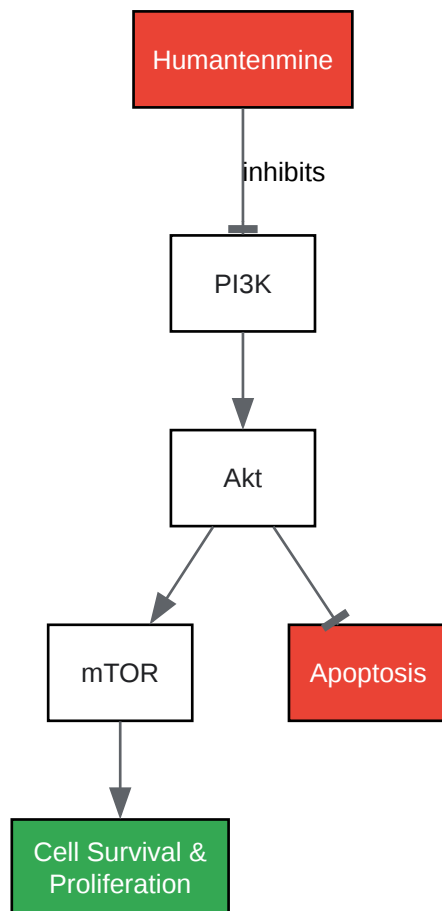 Humantenmine
inhibits
PI3K
Akt
mTOR
Apoptosis
Cell Survival &
Proliferation